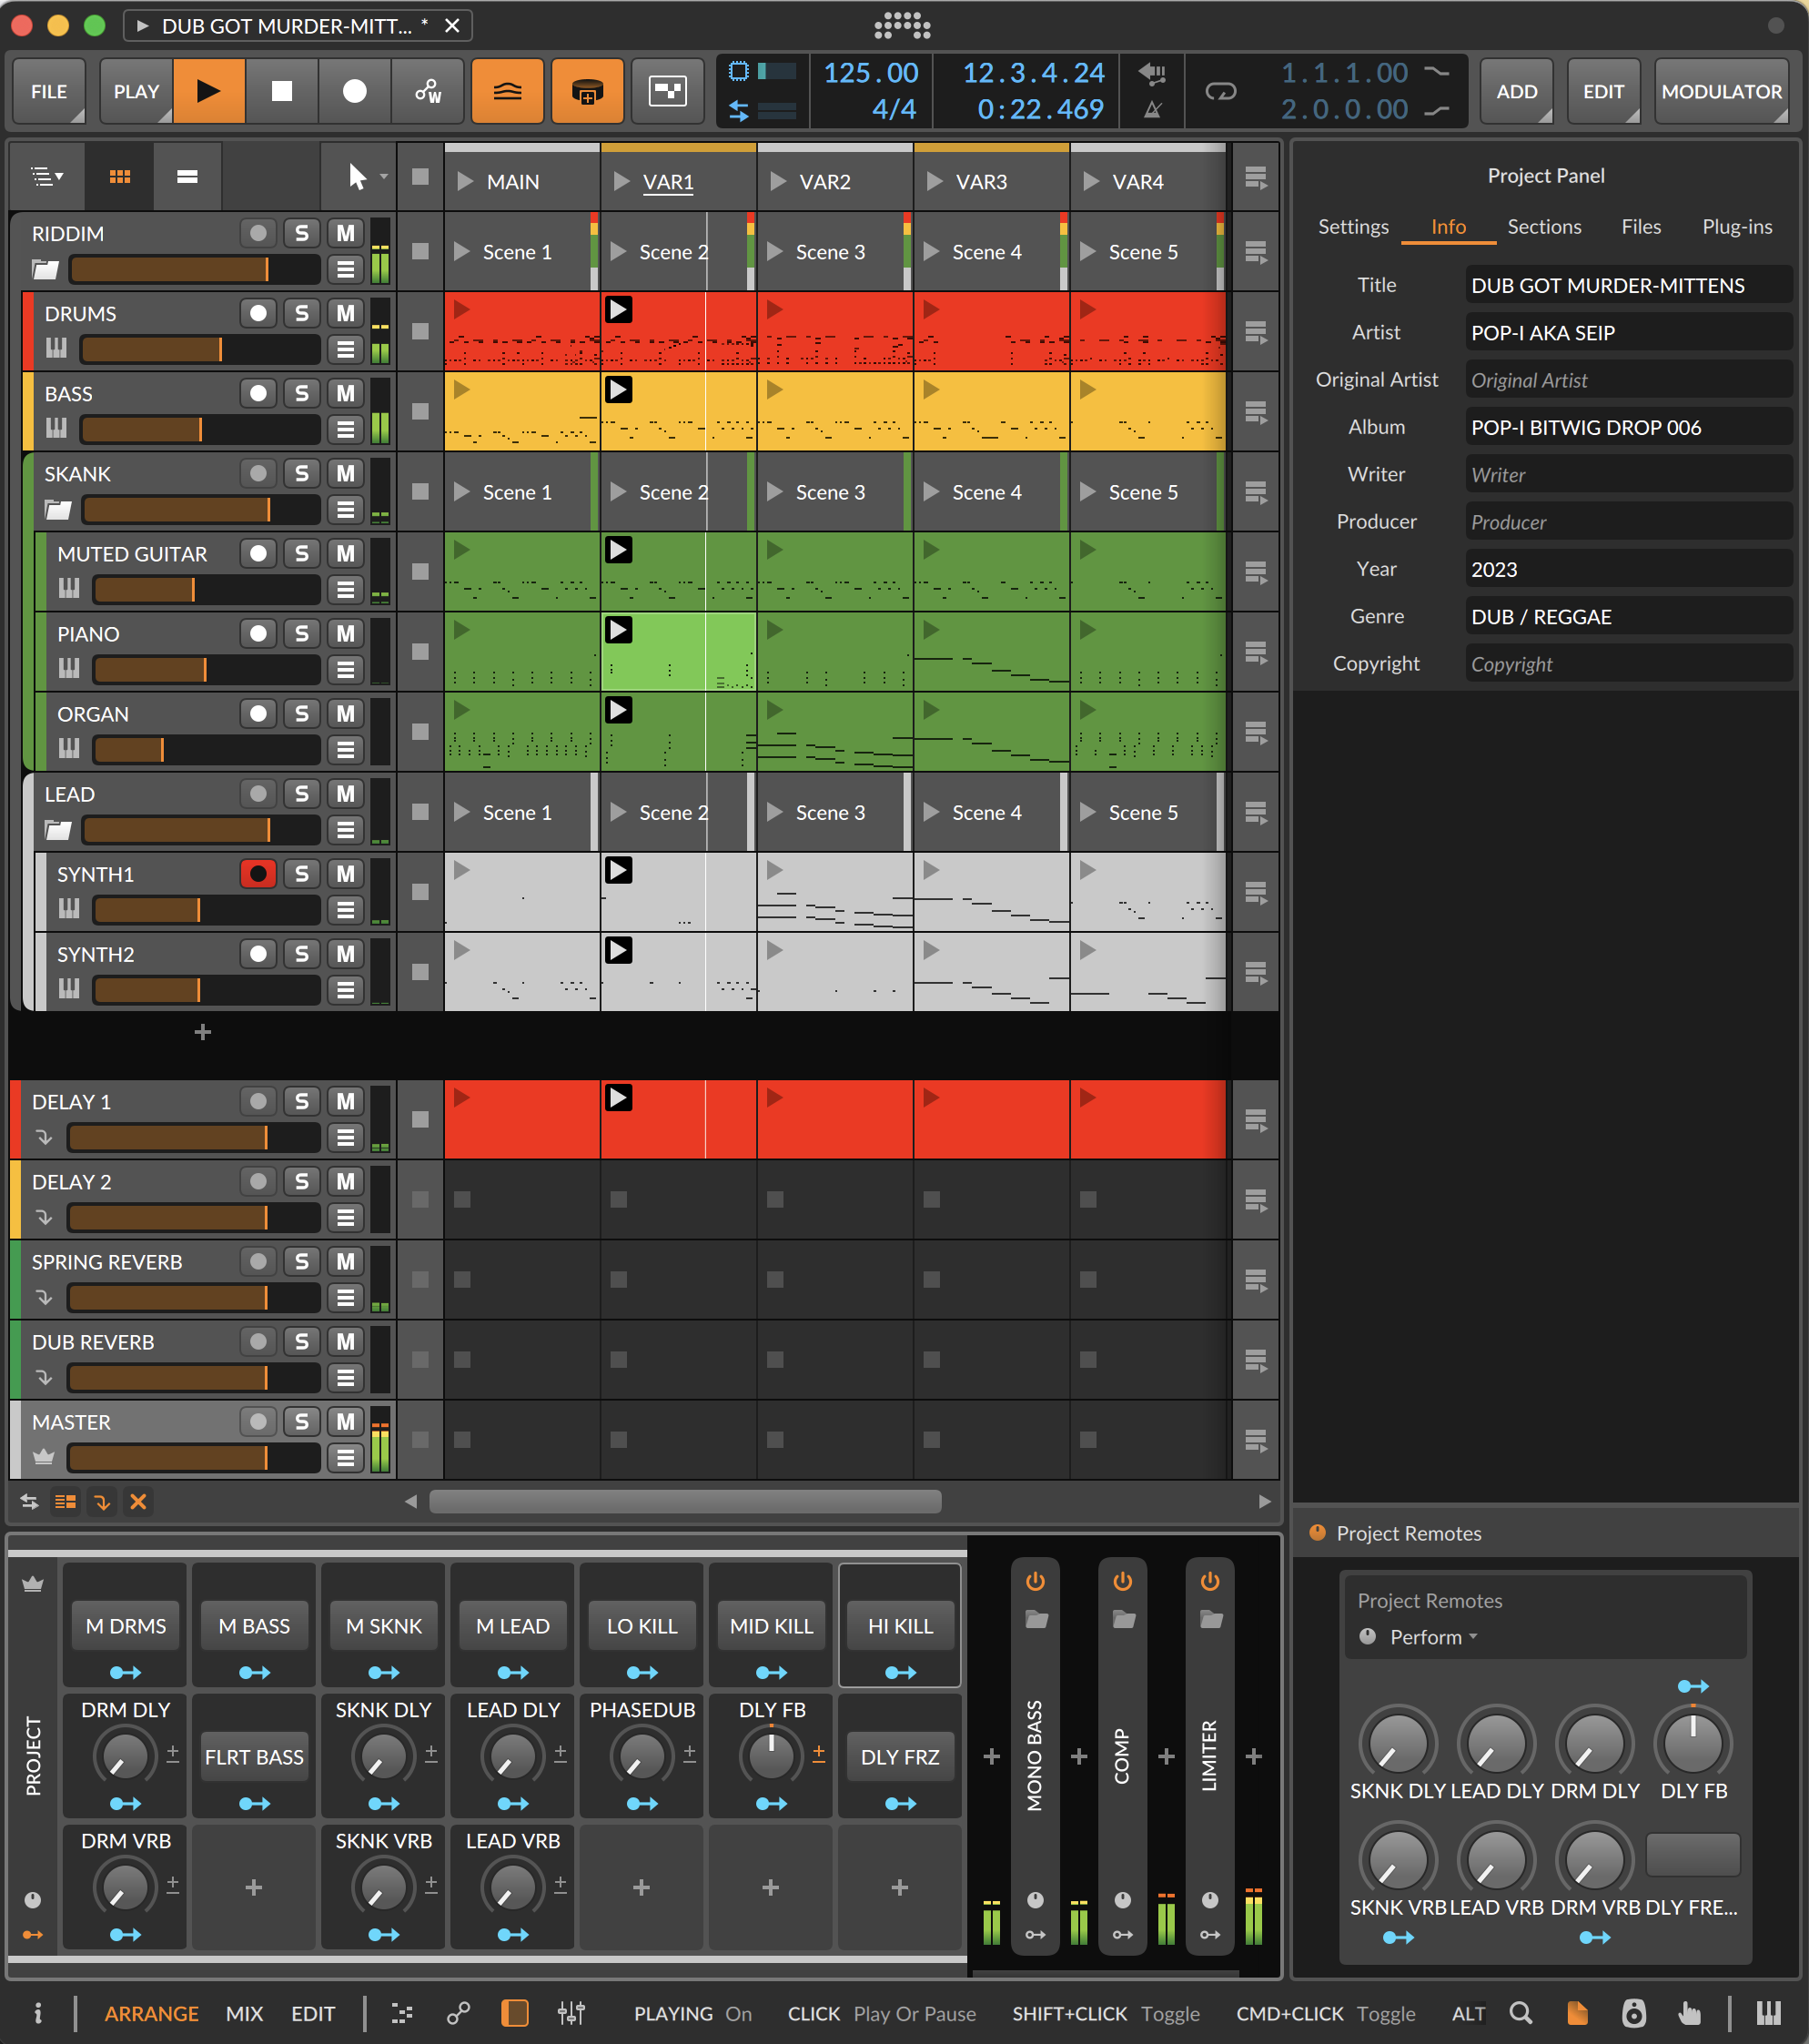 DUB GOT MURDER-MITT... *
FILE PLAY W 125.00 4/4 12.3.4.24 0:22.469 1.1.1.00 2.0.0.00 ADD EDIT MODULATOR
MAIN VAR1 VAR2 VAR3 VAR4
RIDDIM S M Scene 1 Scene 2 Scene 3 Scene 4 Scene 5
DRUMS S M
BASS S M
SKANK S M Scene 1 Scene 2 Scene 3 Scene 4 Scene 5
MUTED GUITAR S M
PIANO S M
ORGAN S M
LEAD S M Scene 1 Scene 2 Scene 3 Scene 4 Scene 5
SYNTH1 S M
SYNTH2 S M
DELAY 1 S M
DELAY 2 S M
SPRING REVERB S M
DUB REVERB S M
MASTER S M
Project Panel
Settings Info Sections Files Plug-ins
Title DUB GOT MURDER-MITTENS
Artist POP-I AKA SEIP
Original Artist Original Artist
Album POP-I BITWIG DROP 006
Writer Writer
Producer Producer
Year 2023
Genre DUB / REGGAE
Copyright Copyright
PROJECT
M DRMS M BASS M SKNK M LEAD LO KILL MID KILL HI KILL
DRM DLY FLRT BASS SKNK DLY LEAD DLY PHASEDUB DLY FB DLY FRZ
DRM VRB SKNK VRB LEAD VRB
MONO BASS
COMP
LIMITER
Project Remotes
Project Remotes
Perform
SKNK DLY LEAD DLY DRM DLY DLY FB
SKNK VRB LEAD VRB DRM VRB DLY FRE...
ARRANGE MIX EDIT PLAYING On CLICK Play Or Pause SHIFT+CLICK Toggle CMD+CLICK Toggle ALT